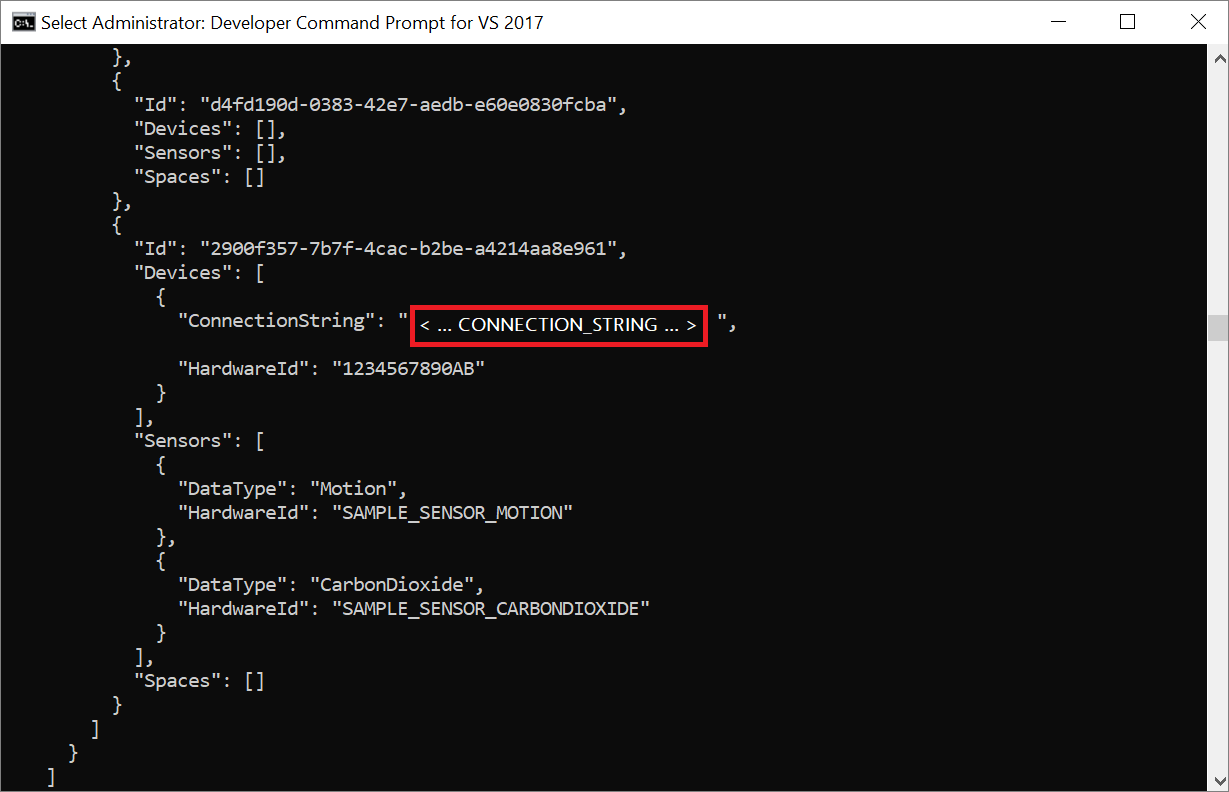 Select Administrator: Developer Command Prompt for VS 2017
},
{
"Id": "d4fd190d-0383-42e7-aedb-e60e0830fcba",
"Devices": [],
"Sensors": [],
"Spaces": []
},
{
"Id": "2900f357-7b7f-4cac-b2be-a4214aa8e961",
"Devices": [
{
"ConnectionString": "< ... CONNECTION_STRING ... > ",
"HardwareId": "1234567890AB"
}
],
"Sensors": [
{
"DataType": "Motion",
"HardwareId": "SAMPLE_SENSOR_MOTION"
},
{
"DataType": "CarbonDioxide",
"HardwareId": "SAMPLE_SENSOR_CARBONDIOXIDE"
}
],
"Spaces": []
}
]
}
]